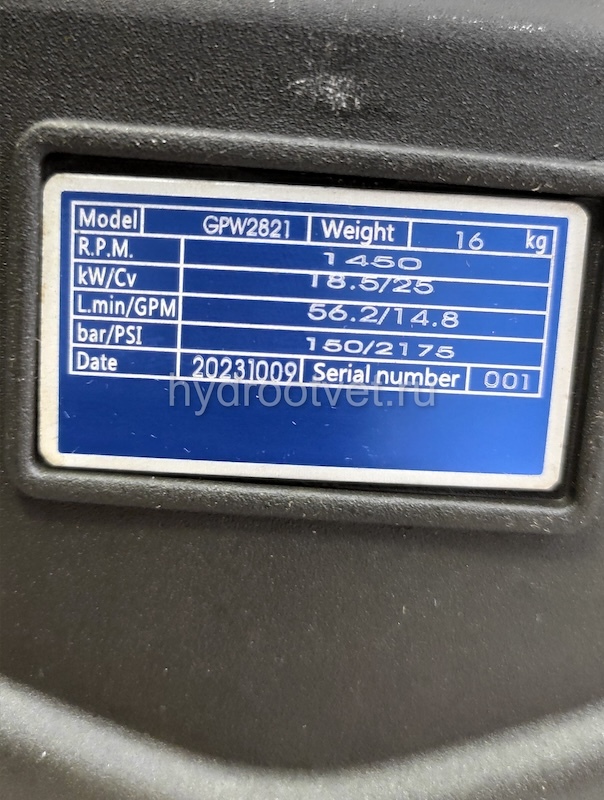 Model GPW2821 Weight 16 kg
R.P.M. 1450
kW/Cv 18.5/25
L.min/GPM 56.2/14.8
bar/PSI 150/2175
Date 20231009 Serial number 001
hydrootvet.ru